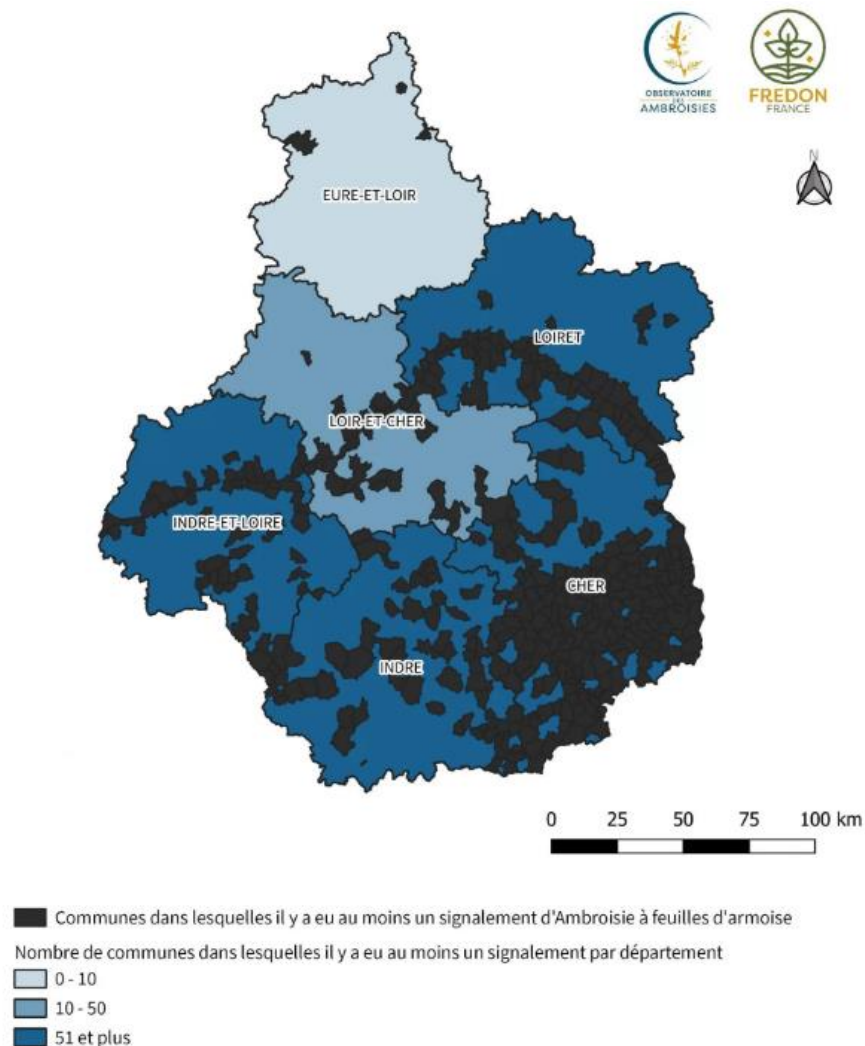 OBSERVATOIRE
DES
AMBROISIES
FREDON
FRANCE
N
EURE-ET-LOIR
LOIRET
LOIR-ET-CHER
INDRE-ET-LOIRE
CHER
INDRE
0 25 50 75 100 km
Communes dans lesquelles il y a eu au moins un signalement d'Ambroisie à feuilles d'armoise
Nombre de communes dans lesquelles il y a eu au moins un signalement par département
0 - 10
10 - 50
51 et plus